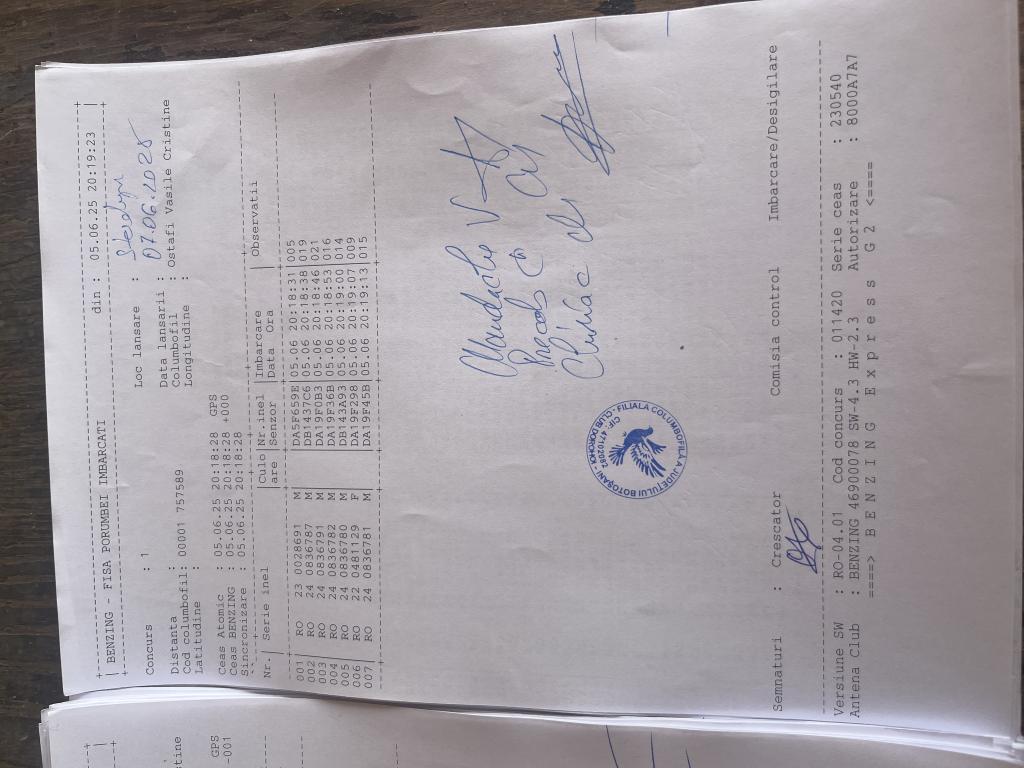 BENZING - FISA PORUMBEI IMBARCATI din : 05.06.25 20:19:23
Concurs : 1 Loc lansare :
07.06.2025
Distanta : Data lansarii :
Cod columbofil: 00001 757589 Columbofil : Ostafi Vasile Cristine
Latitudine : Longitudine :
Ceas Atomic : 05.06.25 20:18:28 GPS
Ceas BENZING : 05.06.25 20:18:28 +000
Sincronizare : 05.06.25 20:18:28
Nr.| Serie inel Culo|Nr.inel |Imbarcare |Observatii
are |Senzor |Data Ora
001 RO 23 0028691 M DA5F659E 05-06 20:18:31 005
002 RO 24 0836787 M DB1437C6 05-06 20:18:38 019
003 RO 24 0836791 M DA19F0B3 05-06 20:18:46 021
004 RO 24 0836782 M DA19F36B 05-06 20:18:53 016
005 RO 24 0836780 M DB143A93 05-06 20:19:00 014
006 RO 22 0481129 F DA19F298 05-06 20:19:07 009
007 RO 24 0836781 M DA19F45B 05-06 20:19:13 015
FILIALA COLUMBOFILA JUDETULUI BOTOŞANI - CLUB DOROHOI
Semnaturi : Crescator Comisia control Imbarcare/Desigilare
Versiune SW : RO-04.01 Cod concurs : 011420 Serie ceas : 230540
Antena Club : BENZING 46900078 SW-4.3 HW-2.3 Autorizare : 8000A7A7
====> B E N Z I N G E x p r e s s G 2 <====
stine
GPS
-001